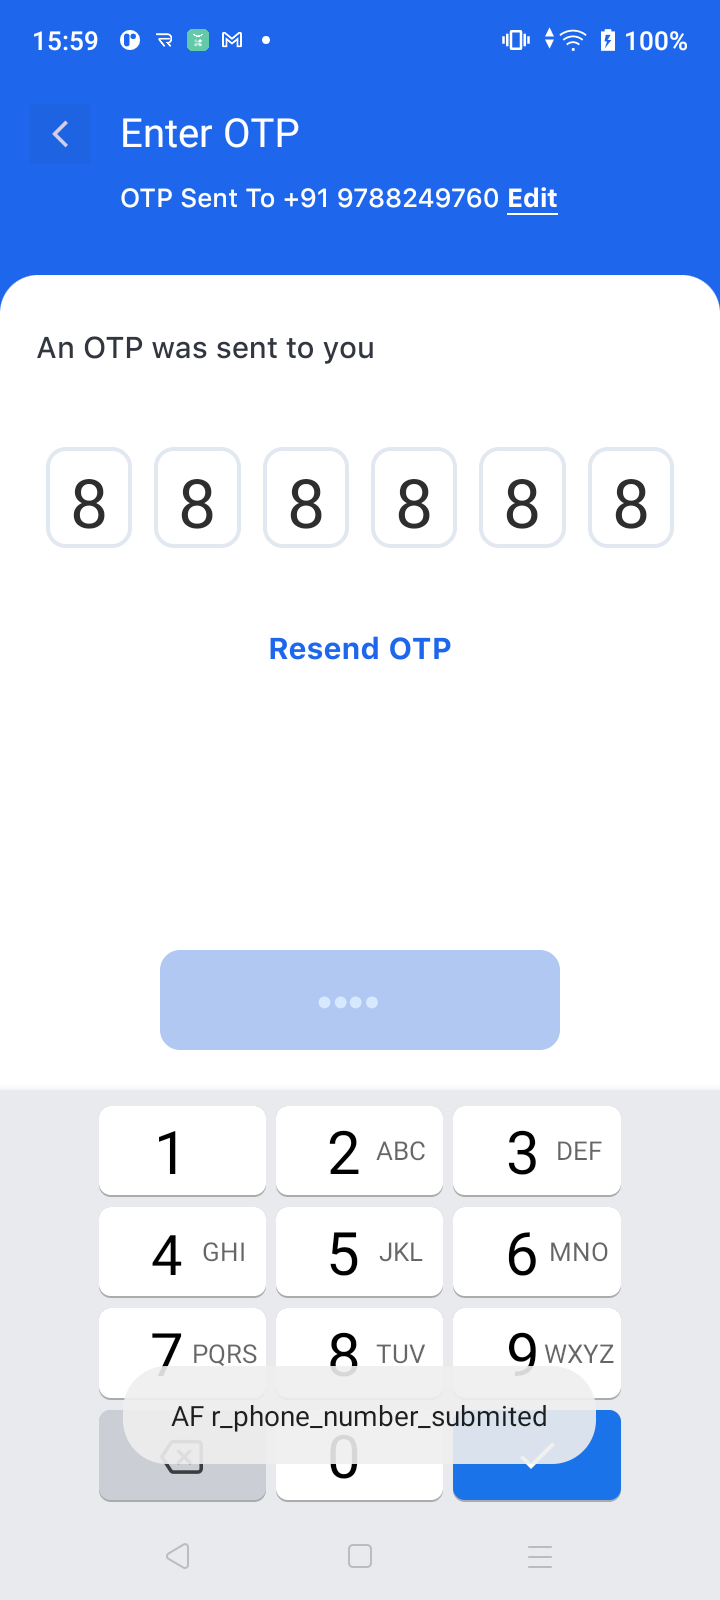 15:59 100%
Enter OTP
OTP Sent To +91 9788249760 Edit
An OTP was sent to you
8 8 8 8 8 8
Resend OTP
1 2 ABC 3 DEF
4 GHI 5 JKL 6 MNO
7 PQRS 8 TUV 9 WXYZ
AF r_phone_number_submited
0